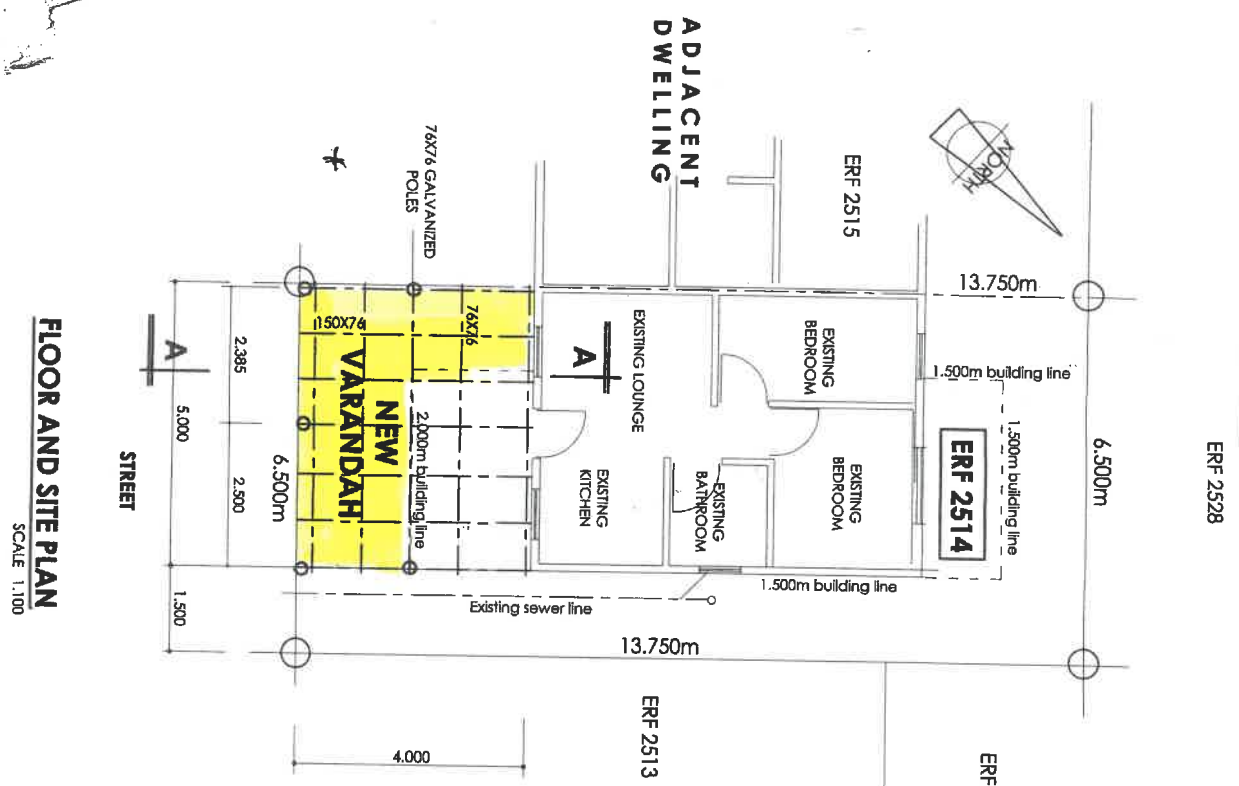 ADJACENT
DWELLING
ERF 2515
NORTH
ERF 2528
76X76 GALVANIZED
POLES
13.750m
1.500m building line
1.500m building line
6.500m
ERF 2514
EXISTING
BEDROOM
EXISTING
BEDROOM
EXISTING LOUNGE
A
EXISTING
KITCHEN
EXISTING
BATHROOM
76X76
150X76
NEW
VARANDAH
2.000m building line
1.500m building line
Existing sewer line
13.750m
6.500m
2.385
2.500
5.000
1.500
A
STREET
4.000
ERF 2513
ERF
FLOOR AND SITE PLAN
SCALE 1.100